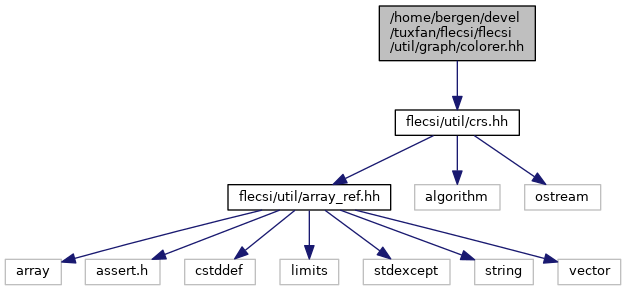 /home/bergen/devel
/tuxfan/flecsi/flecsi
/util/graph/colorer.hh
flecsi/util/crs.hh
flecsi/util/array_ref.hh
algorithm
ostream
array
assert.h
cstddef
limits
stdexcept
string
vector